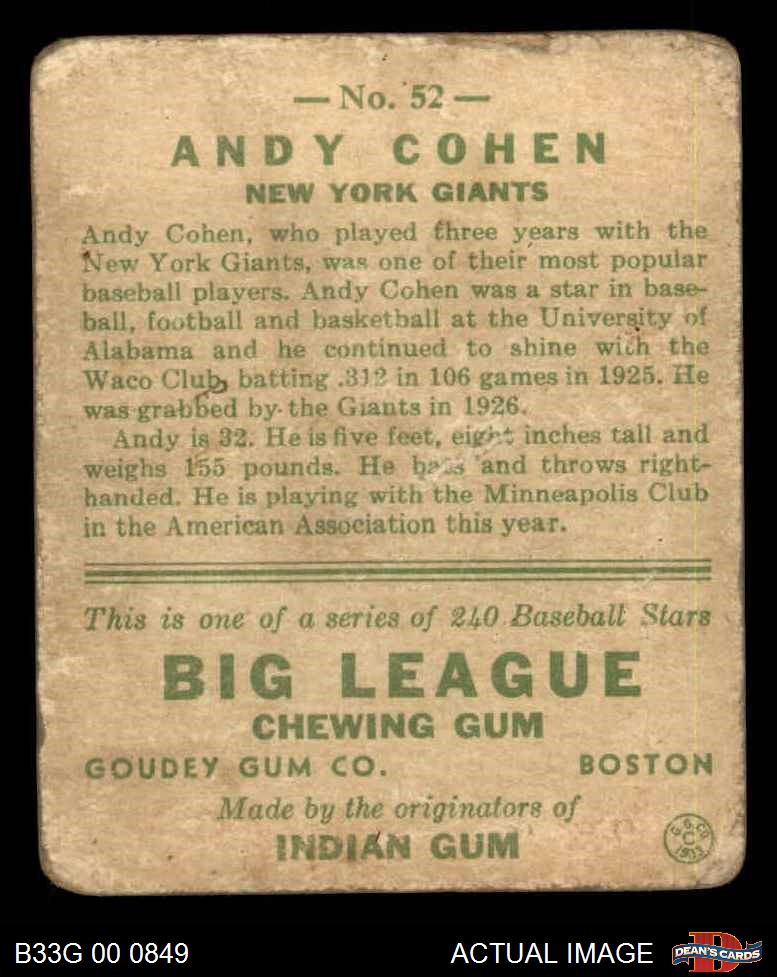 — No. 52 —
ANDY COHEN
NEW YORK GIANTS
Andy Cohen, who played three years with the
New York Giants, was one of their most popular
baseball players. Andy Cohen was a star in base-
ball, football and basketball at the University of
Alabama and he continued to shine with the
Waco Club, batting .312 in 106 games in 1925. He
was grabbed by the Giants in 1926.
Andy is 32. He is five feet, eight inches tall and
weighs 155 pounds. He bats and throws right-
handed. He is playing with the Minneapolis Club
in the American Association this year.
This is one of a series of 240 Baseball Stars
BIG LEAGUE
CHEWING GUM
GOUDEY GUM CO. BOSTON
Made by the originators of
INDIAN GUM
G. G. CO.
C
1933
B33G 00 0849 ACTUAL IMAGE D DEAN'S CARDS